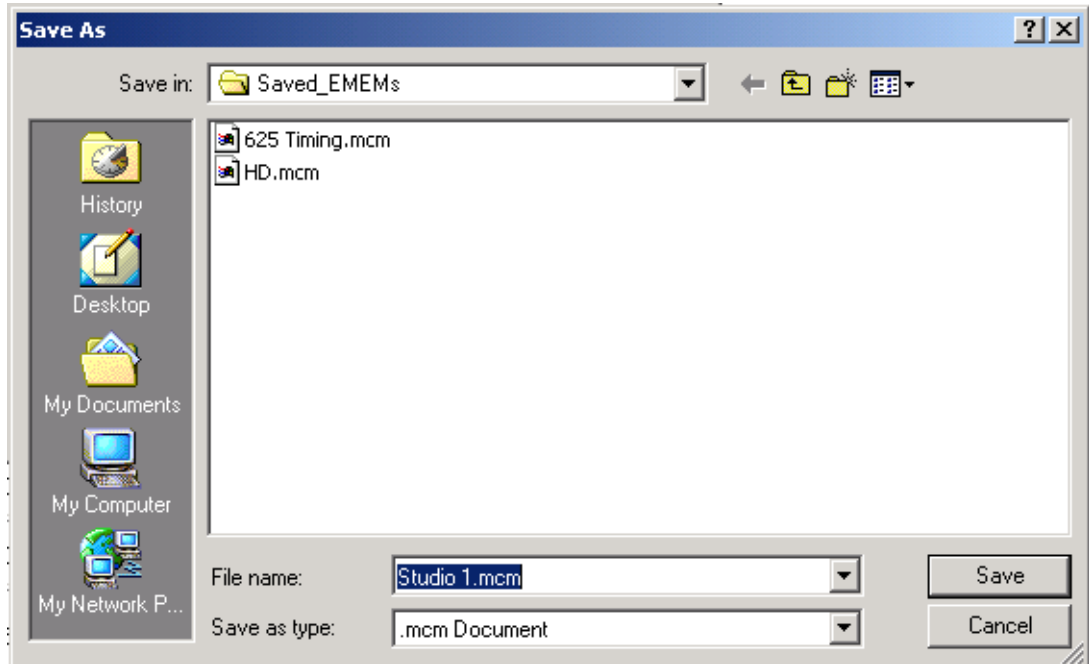 Save As
Save in:
Saved_EMEMs
625 Timing.mcm
HD.mcm
History
Desktop
My Documents
My Computer
My Network P...
File name:
Studio 1.mcm
Save
Save as type:
.mcm Document
Cancel